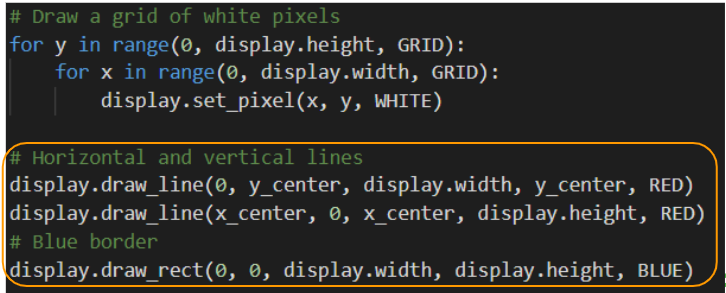 # Draw a grid of white pixels
for y in range(0, display.height, GRID):
    for x in range(0, display.width, GRID):
        display.set_pixel(x, y, WHITE)

# Horizontal and vertical lines
display.draw_line(0, y_center, display.width, y_center, RED)
display.draw_line(x_center, 0, x_center, display.height, RED)
# Blue border
display.draw_rect(0, 0, display.width, display.height, BLUE)